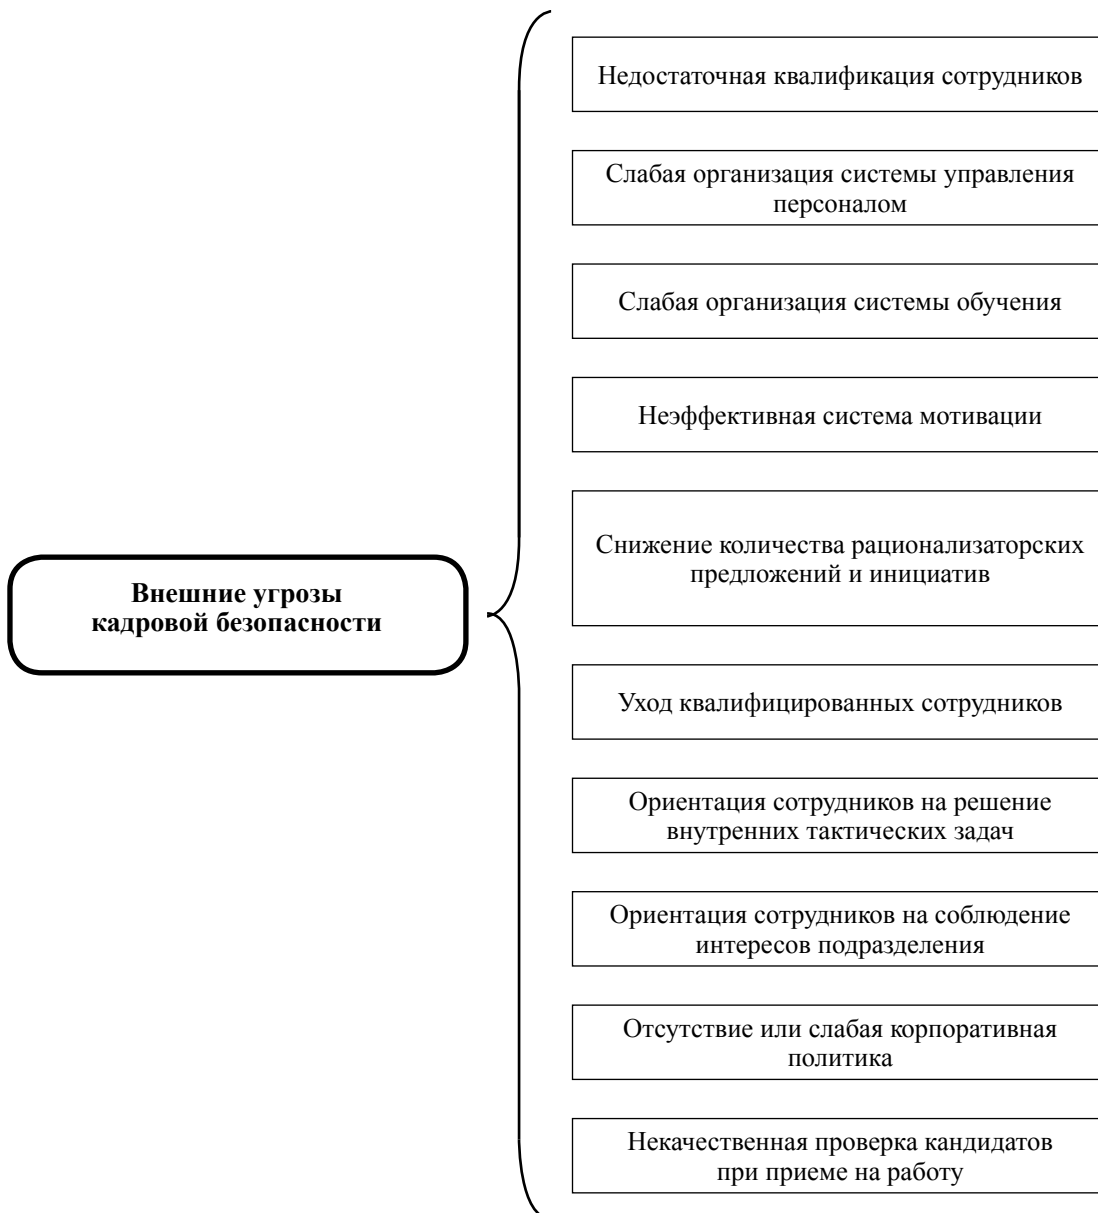 Недостаточная квалификация сотрудников
Слабая организация системы управления
персоналом
Слабая организация системы обучения
Неэффективная система мотивации
Снижение количества рационализаторских
предложений и инициатив
Внешние угрозы
кадровой безопасности
Уход квалифицированных сотрудников
Ориентация сотрудников на решение
внутренних тактических задач
Ориентация сотрудников на соблюдение
интересов подразделения
Отсутствие или слабая корпоративная
политика
Некачественная проверка кандидатов
при приеме на работу